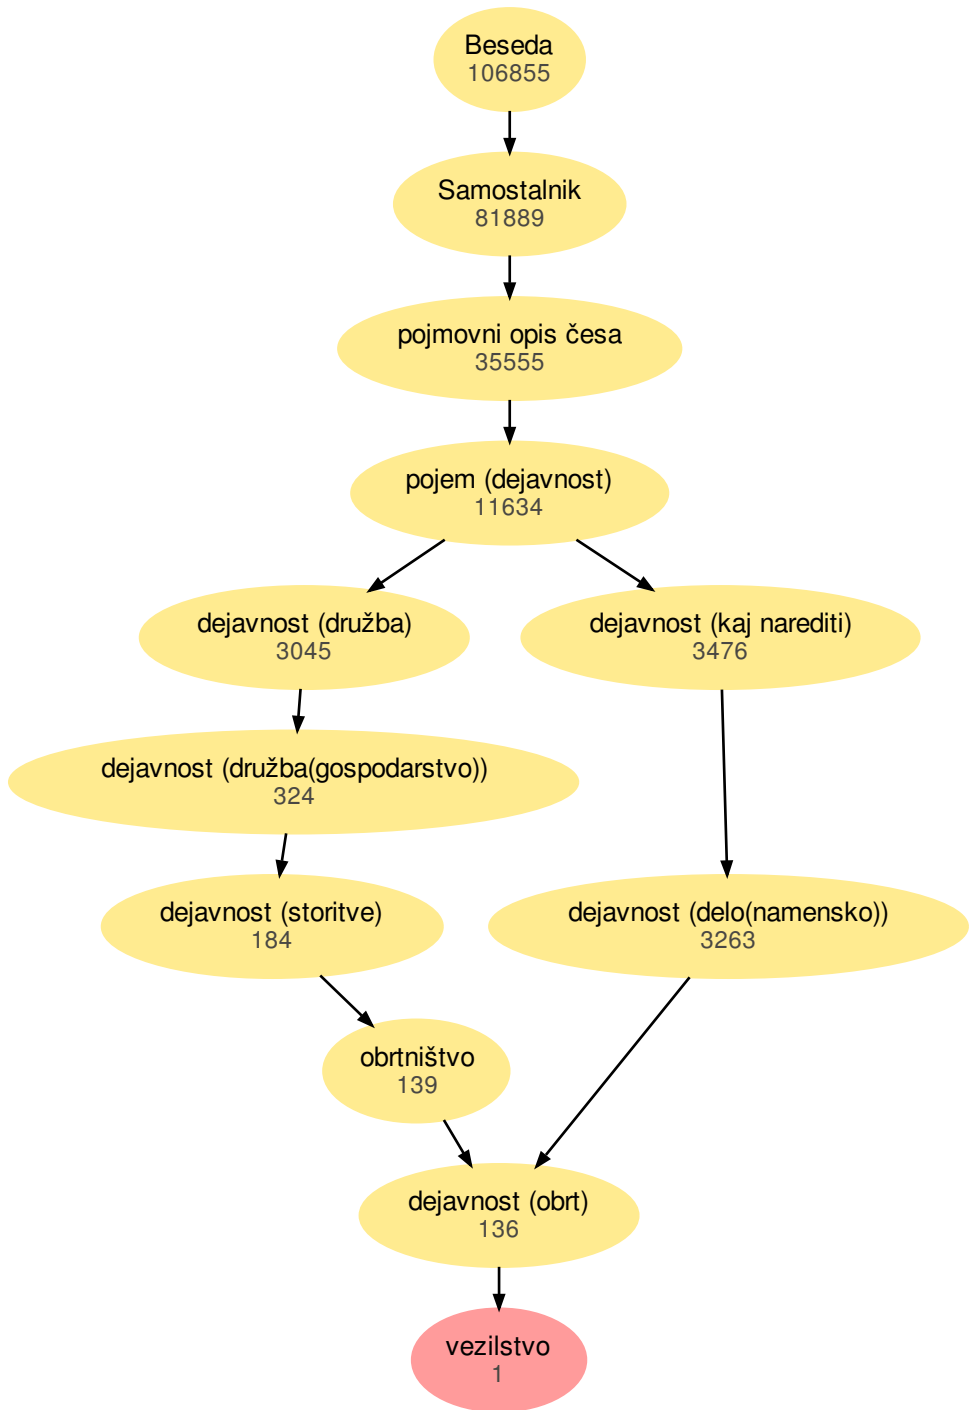 Beseda
106855
Samostalnik
81889
pojmovni opis česa
35555
pojem (dejavnost)
11634
dejavnost (družba)
3045
dejavnost (kaj narediti)
3476
dejavnost (družba(gospodarstvo))
324
dejavnost (storitve)
184
dejavnost (delo(namensko))
3263
obrtništvo
139
dejavnost (obrt)
136
vezilstvo
1